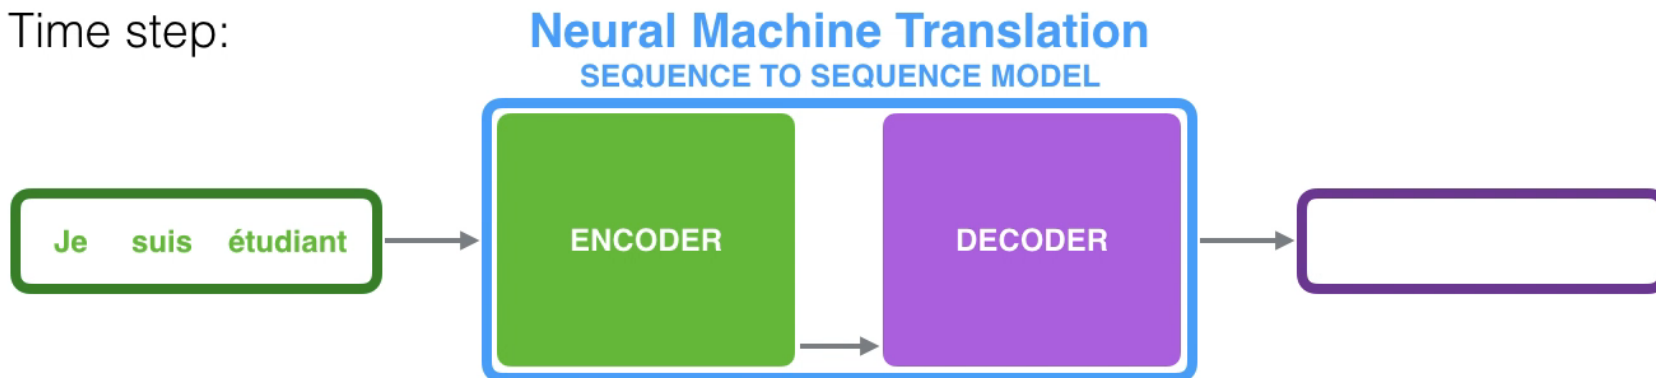 Time step:
Neural Machine Translation
SEQUENCE TO SEQUENCE MODEL
Je suis étudiant
ENCODER
DECODER